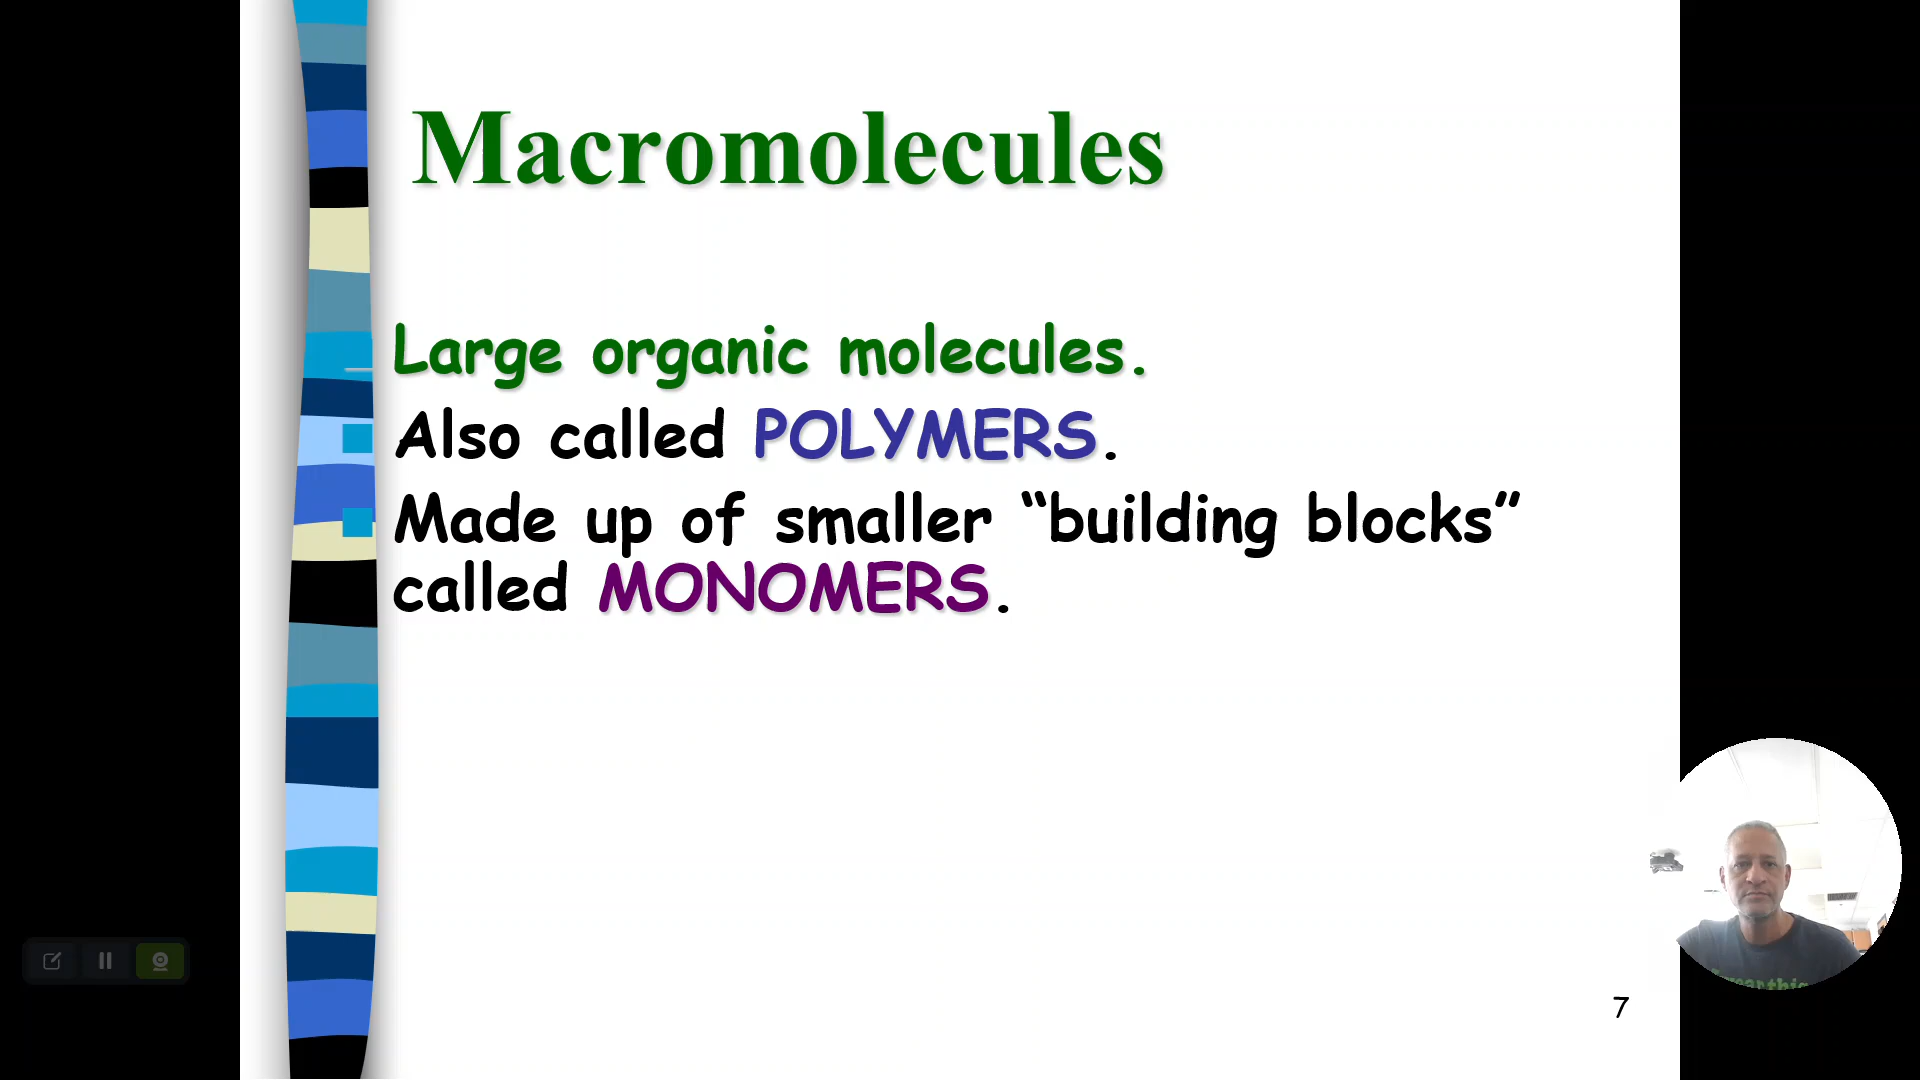 Macromolecules
Large organic molecules.
Also called POLYMERS.
Made up of smaller “building blocks”
called MONOMERS.
7